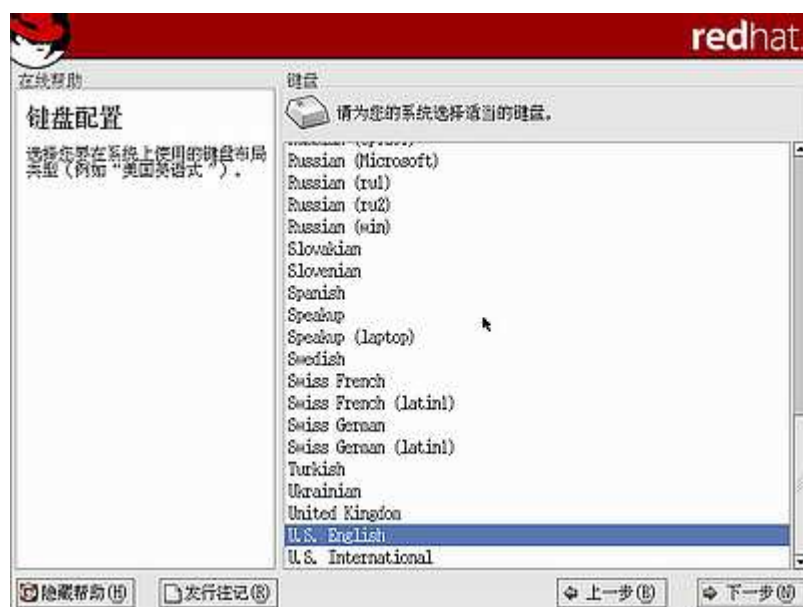 redhat.
在线帮助
键盘配置
选择您要在系统上使用的键盘布局
类型(例如“美国英语式”)。
键盘
请为您的系统选择适当的键盘。
Russian (Microsoft)
Russian (ru1)
Russian (ru2)
Russian (win)
Slovakian
Slovenian
Spanish
Speakup
Speakup (laptop)
Swedish
Swiss French
Swiss French (latin1)
Swiss German
Swiss German (latin1)
Turkish
Ukrainian
United Kingdom
U.S. English
U.S. International
隐藏帮助(H)
发行注记(R)
上一步(B)
下一步(N)